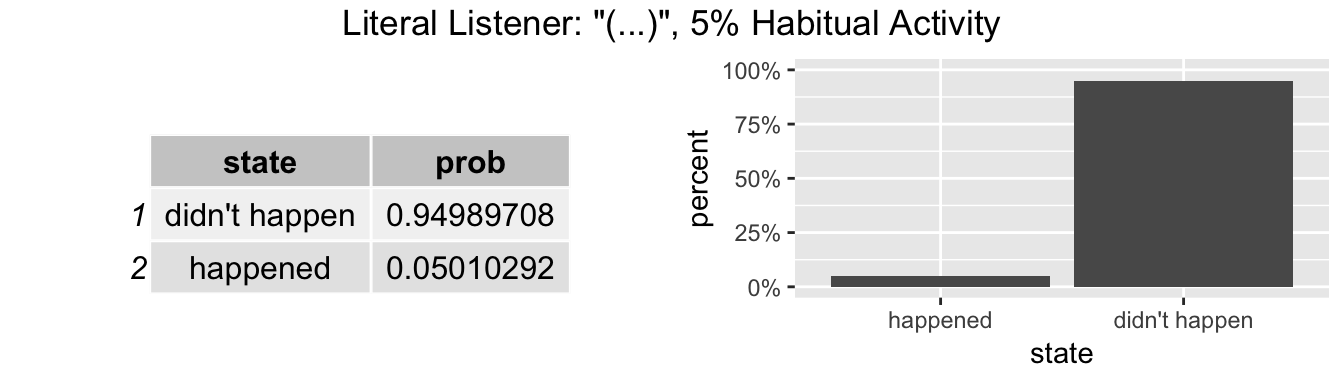 Literal Listener: "(...)", 5% Habitual Activity
state prob
1 didn't happen 0.94989708
2 happened 0.05010292
percent
100%
75%
50%
25%
0%
happened didn't happen
state